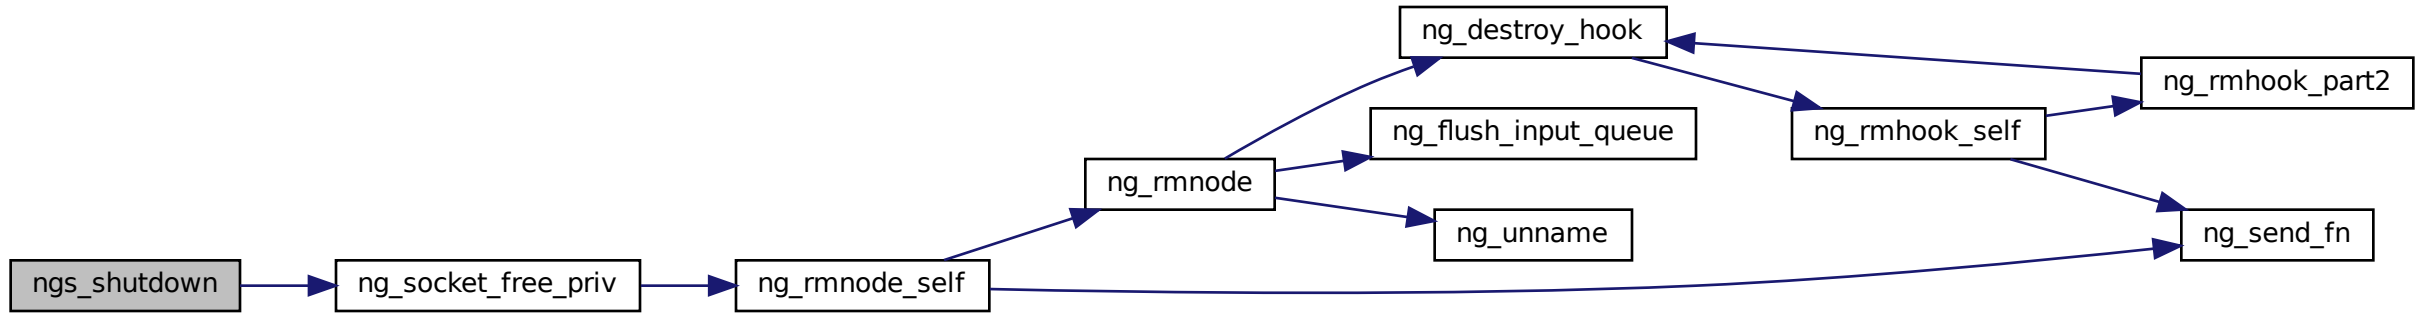 ng_destroy_hook
ng_rmhook_part2
ng_flush_input_queue
ng_rmhook_self
ng_rmnode
ng_unname
ng_send_fn
ngs_shutdown
ng_socket_free_priv
ng_rmnode_self